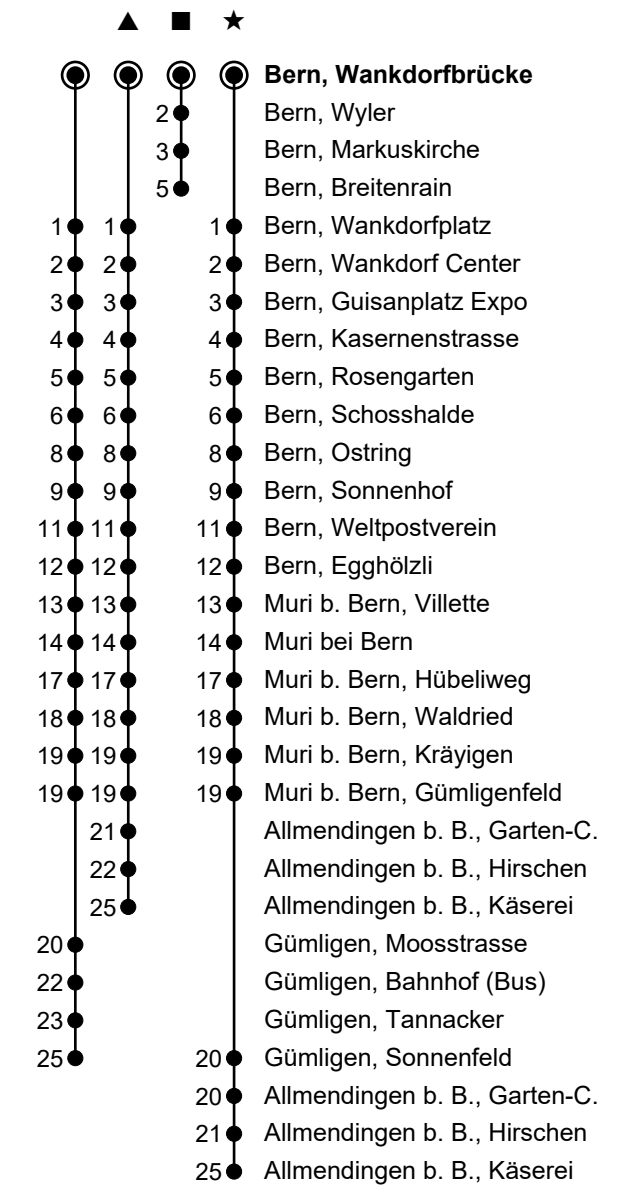 ▲ ■ ★
Bern, Wankdorfbrücke
2 Bern, Wyler
3 Bern, Markuskirche
5 Bern, Breitenrain
1 1 1 Bern, Wankdorfplatz
2 2 2 Bern, Wankdorf Center
3 3 3 Bern, Guisanplatz Expo
4 4 4 Bern, Kasernenstrasse
5 5 5 Bern, Rosengarten
6 6 6 Bern, Schosshalde
8 8 8 Bern, Ostring
9 9 9 Bern, Sonnenhof
11 11 11 Bern, Weltpostverein
12 12 12 Bern, Egghölzli
13 13 13 Muri b. Bern, Villette
14 14 14 Muri bei Bern
17 17 17 Muri b. Bern, Hübeliweg
18 18 18 Muri b. Bern, Waldried
19 19 19 Muri b. Bern, Kräyigen
19 19 19 Muri b. Bern, Gümligenfeld
21 Allmendingen b. B., Garten-C.
22 Allmendingen b. B., Hirschen
25 Allmendingen b. B., Käserei
20 Gümligen, Moosstrasse
22 Gümligen, Bahnhof (Bus)
23 Gümligen, Tannacker
25 20 Gümligen, Sonnenfeld
20 Allmendingen b. B., Garten-C.
21 Allmendingen b. B., Hirschen
25 Allmendingen b. B., Käserei